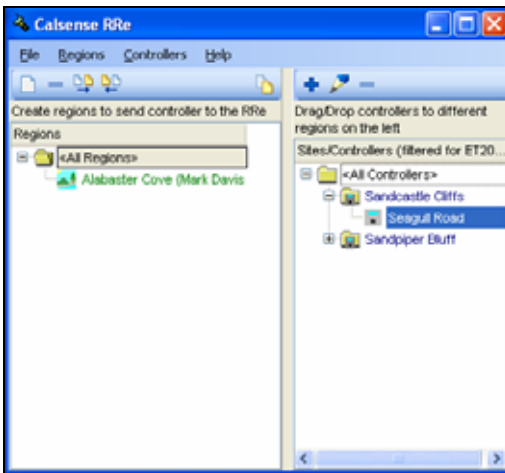 Calsense RRe
File Regions Controllers Help
Create regions to send controller to the RRe
Regions
<All Regions>
Alabaster Cove (Mark Davis
Drag/Drop controllers to different
regions on the left
Sites/Controllers (filtered for ET20...
<All Controllers>
Sandcastle Cliffs
Seagull Road
Sandpiper Bluff